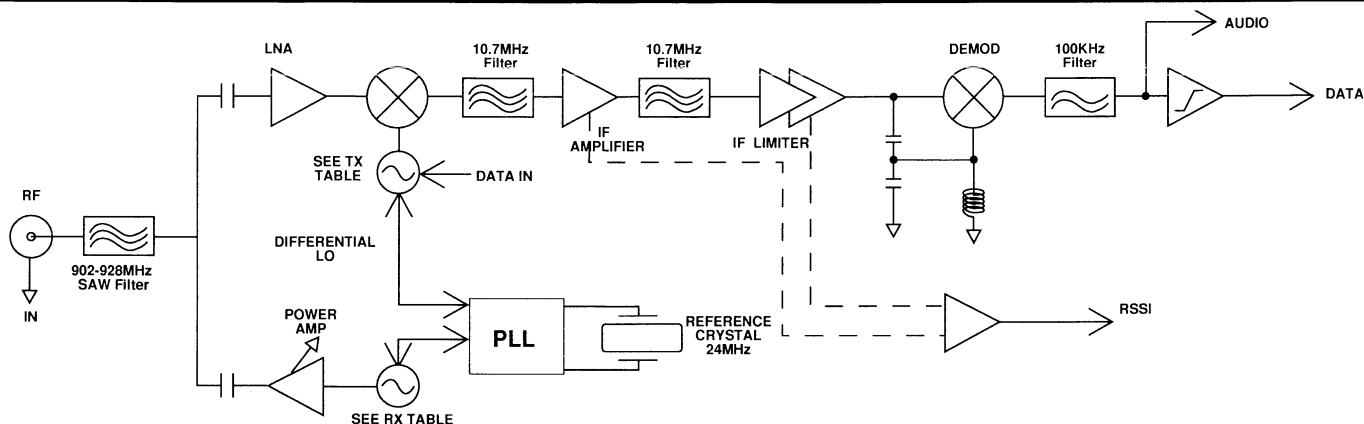 LNA
10.7MHz
Filter
10.7MHz
Filter
DEMOD
100KHz
Filter
AUDIO
DATA
IF
AMPLIFIER
IF LIMITER
SEE TX
TABLE
DATA IN
RF
902-928MHz
SAW Filter
IN
DIFFERENTIAL
LO
POWER
AMP
PLL
REFERENCE
CRYSTAL
24MHz
RSSI
SEE RX TABLE